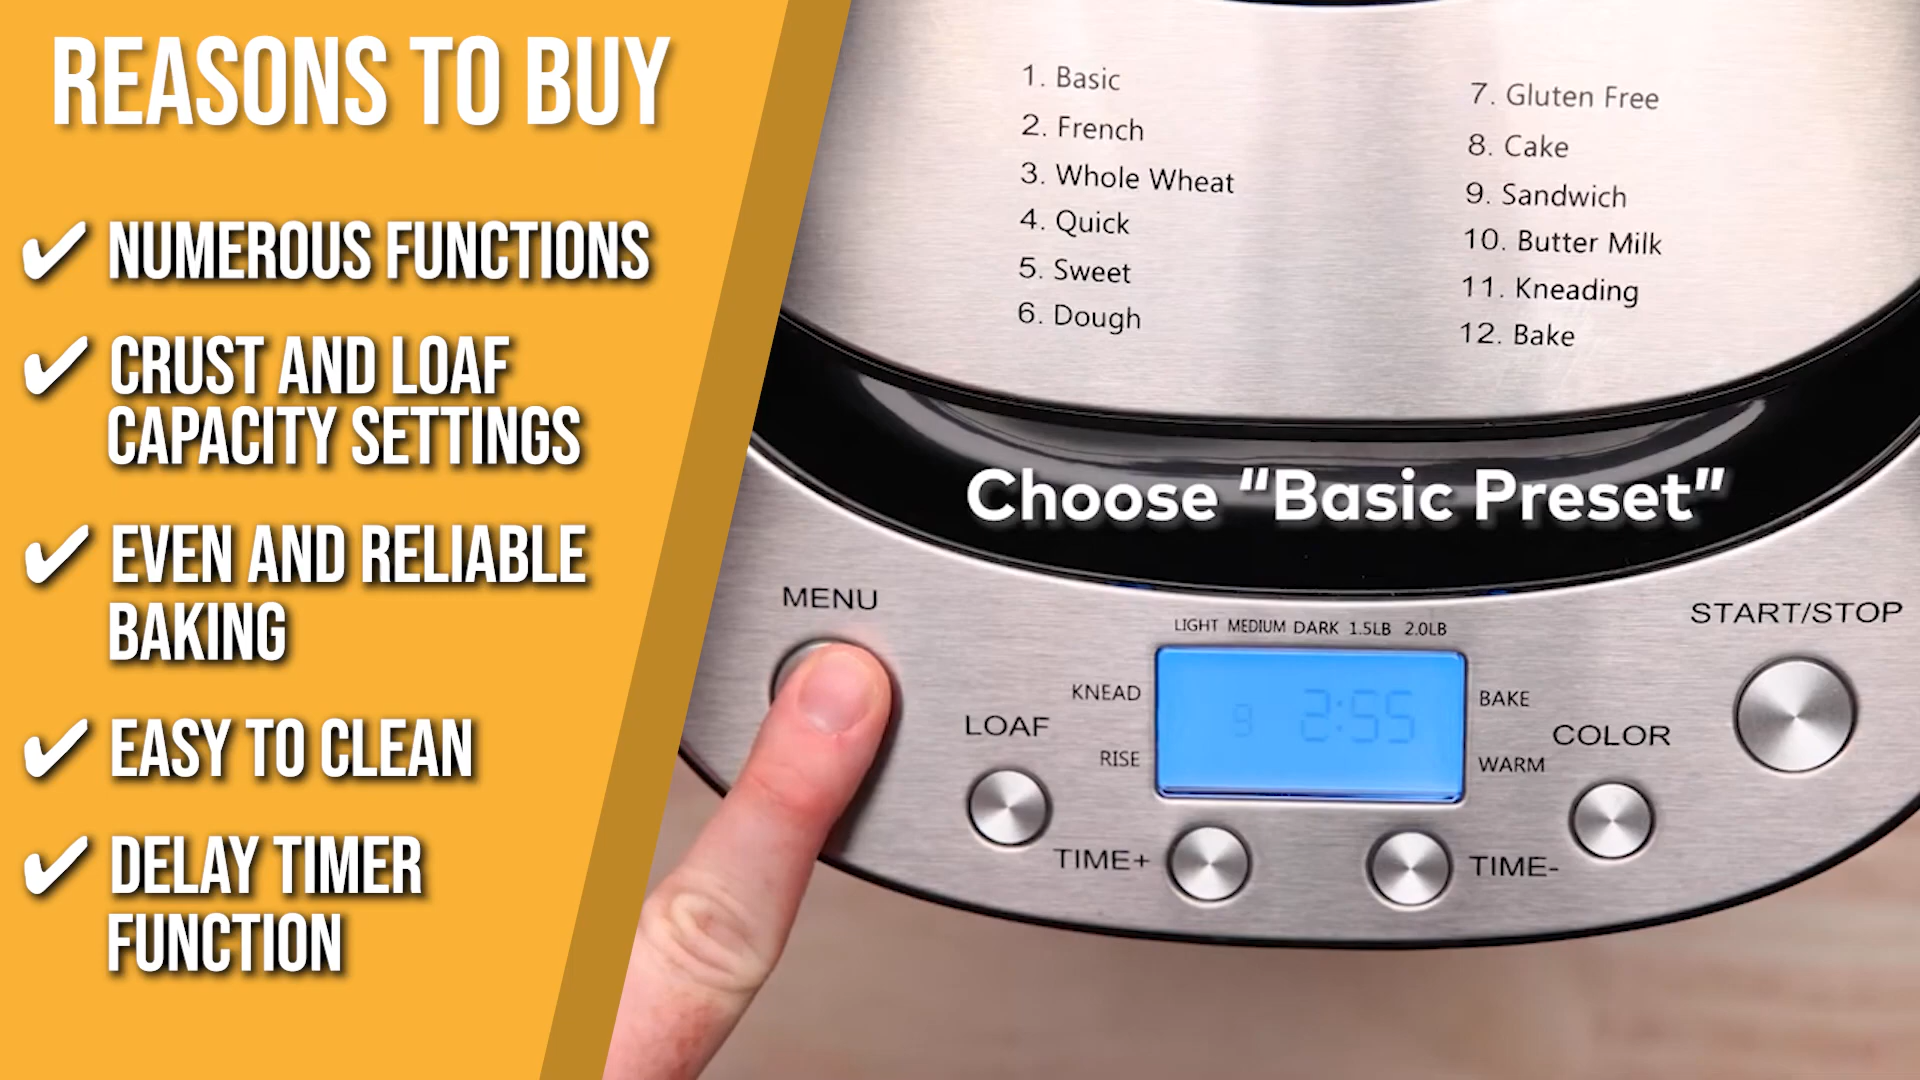 REASONS TO BUY
✔ NUMEROUS FUNCTIONS
✔ CRUST AND LOAF
CAPACITY SETTINGS
✔ EVEN AND RELIABLE
BAKING
✔ EASY TO CLEAN
✔ DELAY TIMER
FUNCTION
1. Basic
2. French
3. Whole Wheat
4. Quick
5. Sweet
6. Dough
7. Gluten Free
8. Cake
9. Sandwich
10. Butter Milk
11. Kneading
12. Bake
Choose “Basic Preset”
MENU
LIGHT MEDIUM DARK 1.5LB 2.0LB
START/STOP
KNEAD
9 2:55
BAKE
LOAF
COLOR
RISE
WARM
TIME+
TIME-